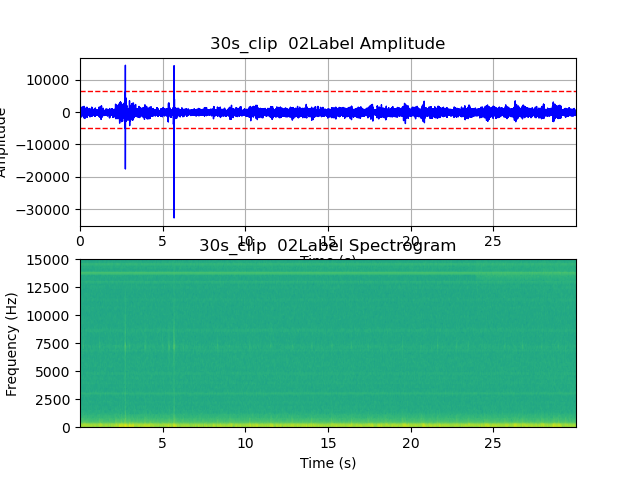 30s_clip  02Label Amplitude
10000
0
−10000
−20000
−30000
Amplitude
0 5 10 15 20 25
Time (s)
30s_clip  02Label Spectrogram
15000
12500
10000
7500
5000
2500
0
Frequency (Hz)
5 10 15 20 25
Time (s)